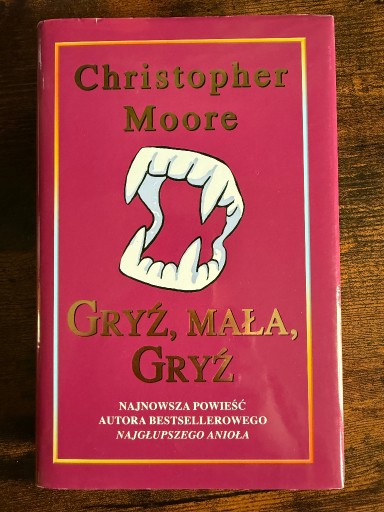 Christopher
Moore
GRYŹ, MAŁA,
GRYŹ
NAJNOWSZA POWIEŚĆ
AUTORA BESTSELLEROWEGO
NAJGŁUPSZEGO ANIOŁA